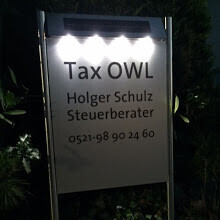 Tax OWL
Holger Schulz
Steuerberater
0521-98 90 24 60